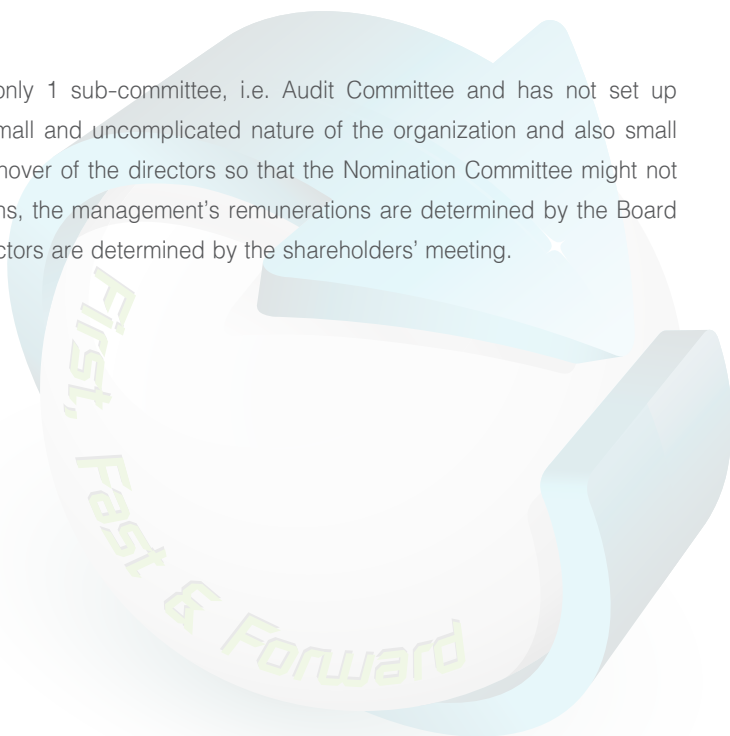 only 1 sub-committee, i.e. Audit Committee and has not set up
mall and uncomplicated nature of the organization and also small
nover of the directors so that the Nomination Committee might not
ns, the management's remunerations are determined by the Board
ctors are determined by the shareholders' meeting.
First, Fast & Forward